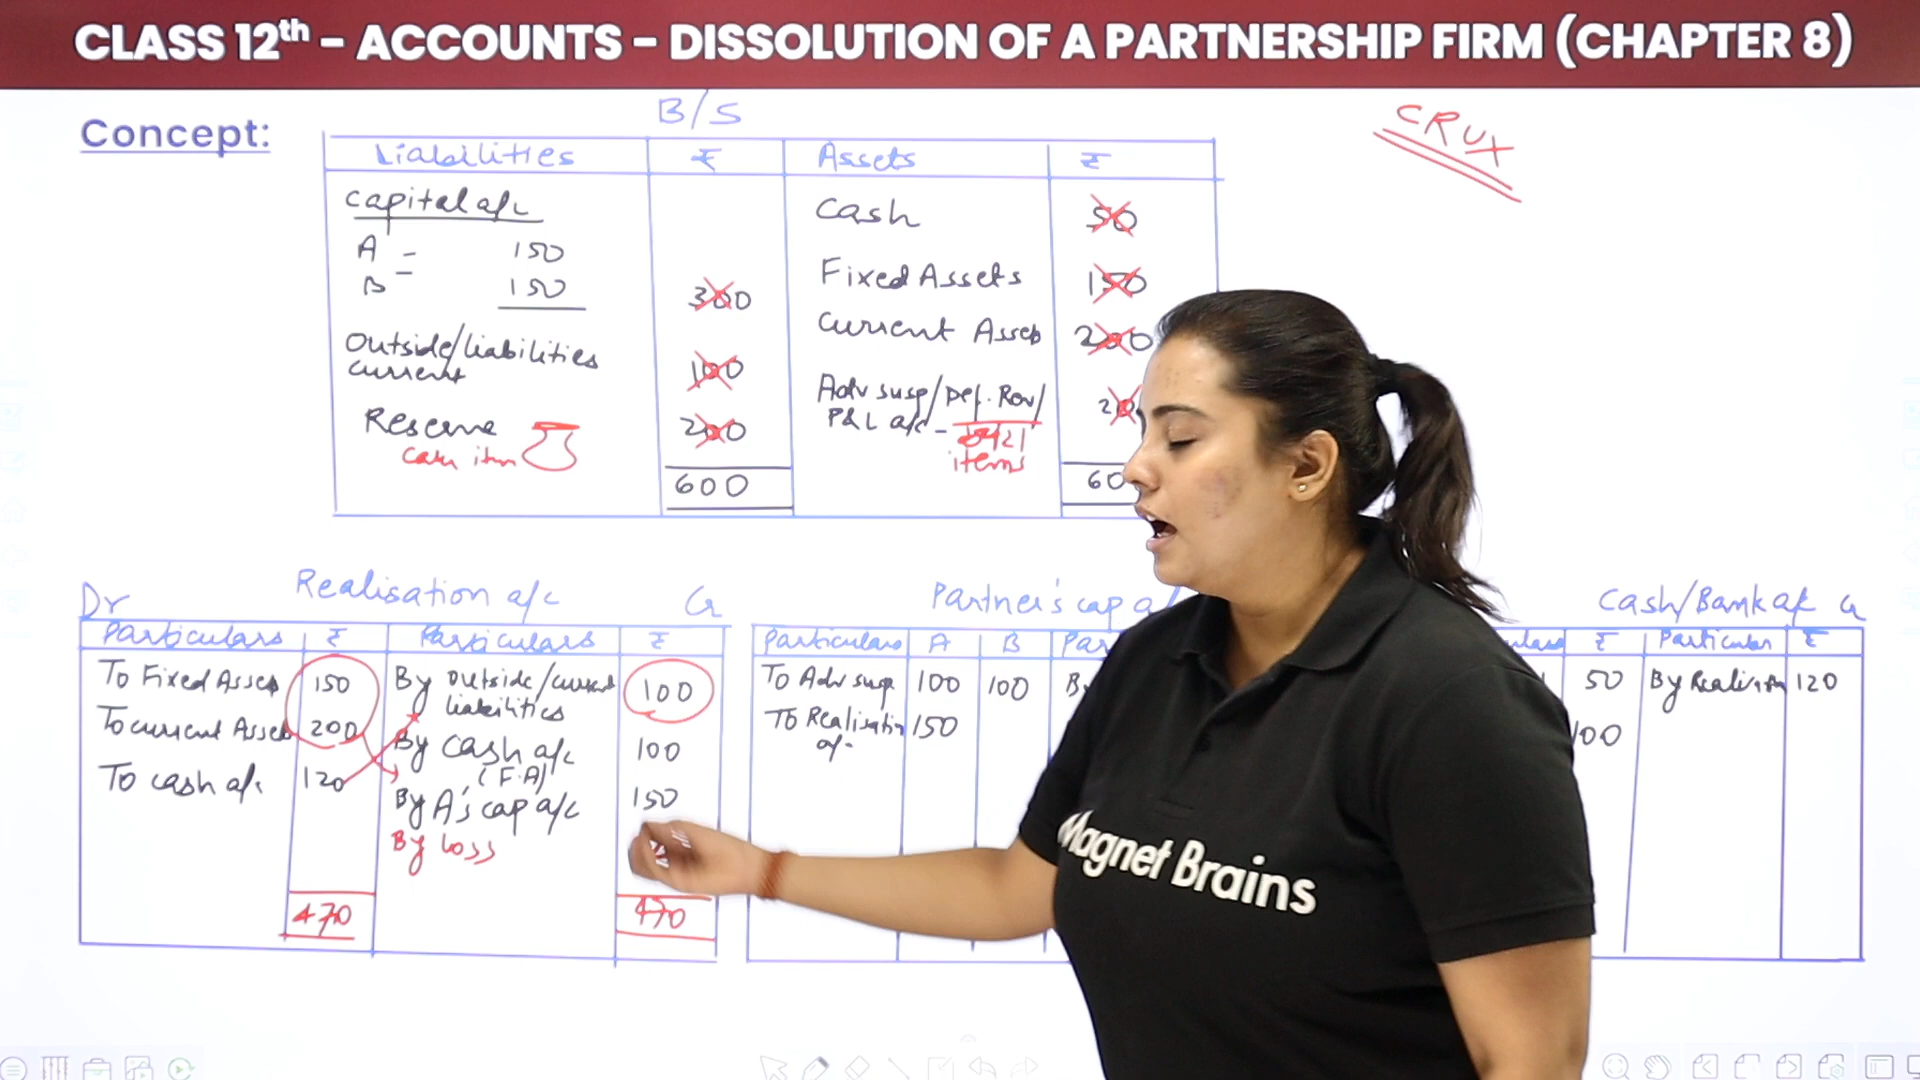 CLASS 12th - ACCOUNTS - DISSOLUTION OF A PARTNERSHIP FIRM (CHAPTER 8)
Concept:
B/S
CRUX
Liabilities ₹ Assets ₹
Capital a/c
A = 150
B 150
300
Outside/liabilities
current
100
Reserve 200
Cash item
600
Cash 50
Fixed Assets 150
Current Assets 200
Adv susp/Def. Rev/
P&L a/c -
items
60
Dr Realisation a/c Cr
Particulars ₹ Particulars ₹
To Fixed Assets 150 By outside/current 100
liabilities
To current Assets 200 By cash a/c 100
(F.A)
To cash a/c 120 By A's cap a/c 150
By loss
470 470
Partner's cap a/
Particulars A B Par
To Adv susp 100 100 B
To Realisation 150
a/-
Cash/Bank a/c Cr
ulars ₹ Particular ₹
50 By Realisation 120
100
Magnet Brains